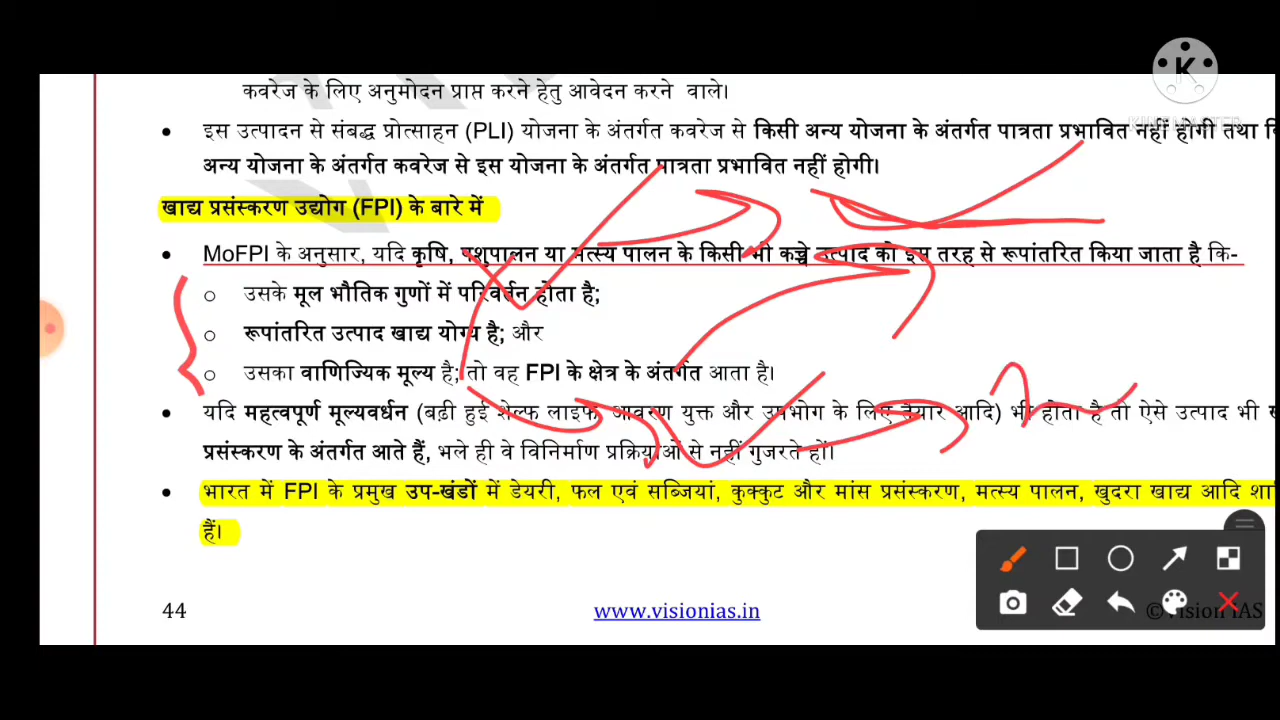 कवरेज के लिए अनुमोदन प्राप्त करने हेतु आवेदन करने वाले।
K
KINEMASTER
• इस उत्पादन से संबद्ध प्रोत्साहन (PLI) योजना के अंतर्गत कवरेज से किसी अन्य योजना के अंतर्गत पात्रता प्रभावित नहीं होगी तथा
अन्य योजना के अंतर्गत कवरेज से इस योजना के अंतर्गत पात्रता प्रभावित नहीं होगी।
खाद्य प्रसंस्करण उद्योग (FPI) के बारे में
• MoFPI के अनुसार, यदि कृषि, पशुपालन या मत्स्य पालन के किसी भी कच्चे उत्पाद को इस तरह से रूपांतरित किया जाता है कि-
o उसके मूल भौतिक गुणों में परिवर्तन होता है;
o रूपांतरित उत्पाद खाद्य योग्य है; और
o उसका वाणिज्यिक मूल्य है; तो वह FPI के क्षेत्र के अंतर्गत आता है।
• यदि महत्वपूर्ण मूल्यवर्धन (बढ़ी हुई शेल्फ लाइफ, आवरण युक्त और उपभोग के लिए तैयार आदि) भी होता है तो ऐसे उत्पाद भी
प्रसंस्करण के अंतर्गत आते हैं, भले ही वे विनिर्माण प्रक्रियाओं से नहीं गुजरते हों।
• भारत में FPI के प्रमुख उप-खंडों में डेयरी, फल एवं सब्जियां, कुक्कुट और मांस प्रसंस्करण, मत्स्य पालन, खुदरा खाद्य आदि
हैं।
44 www.visionias.in ©Vision IAS